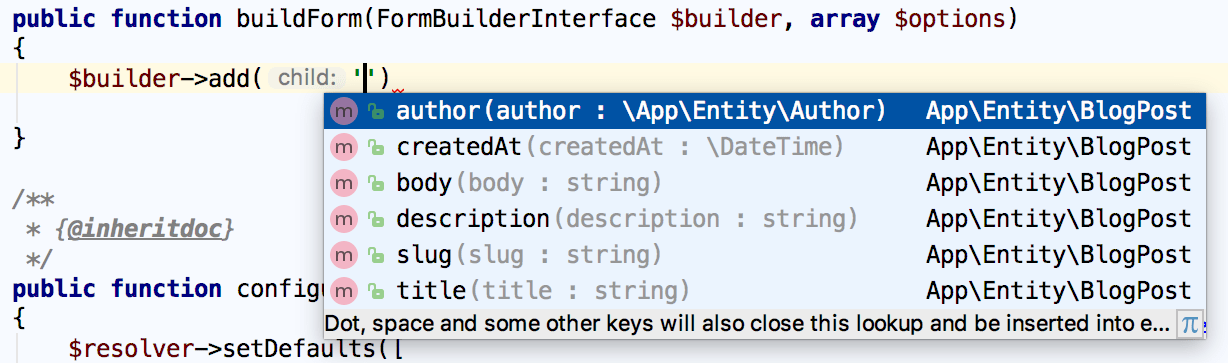 public function buildForm(FormBuilderInterface $builder, array $options)
{
$builder->add( child: '')
m author(author : \App\Entity\Author) App\Entity\BlogPost
m createdAt(createdAt : \DateTime) App\Entity\BlogPost
}
m body(body : string) App\Entity\BlogPost
/**
m description(description : string) App\Entity\BlogPost
* {@inheritdoc}
m slug(slug : string) App\Entity\BlogPost
*/
m title(title : string) App\Entity\BlogPost
public function config
Dot, space and some other keys will also close this lookup and be inserted into e... π
{
$resolver->setDefaults([